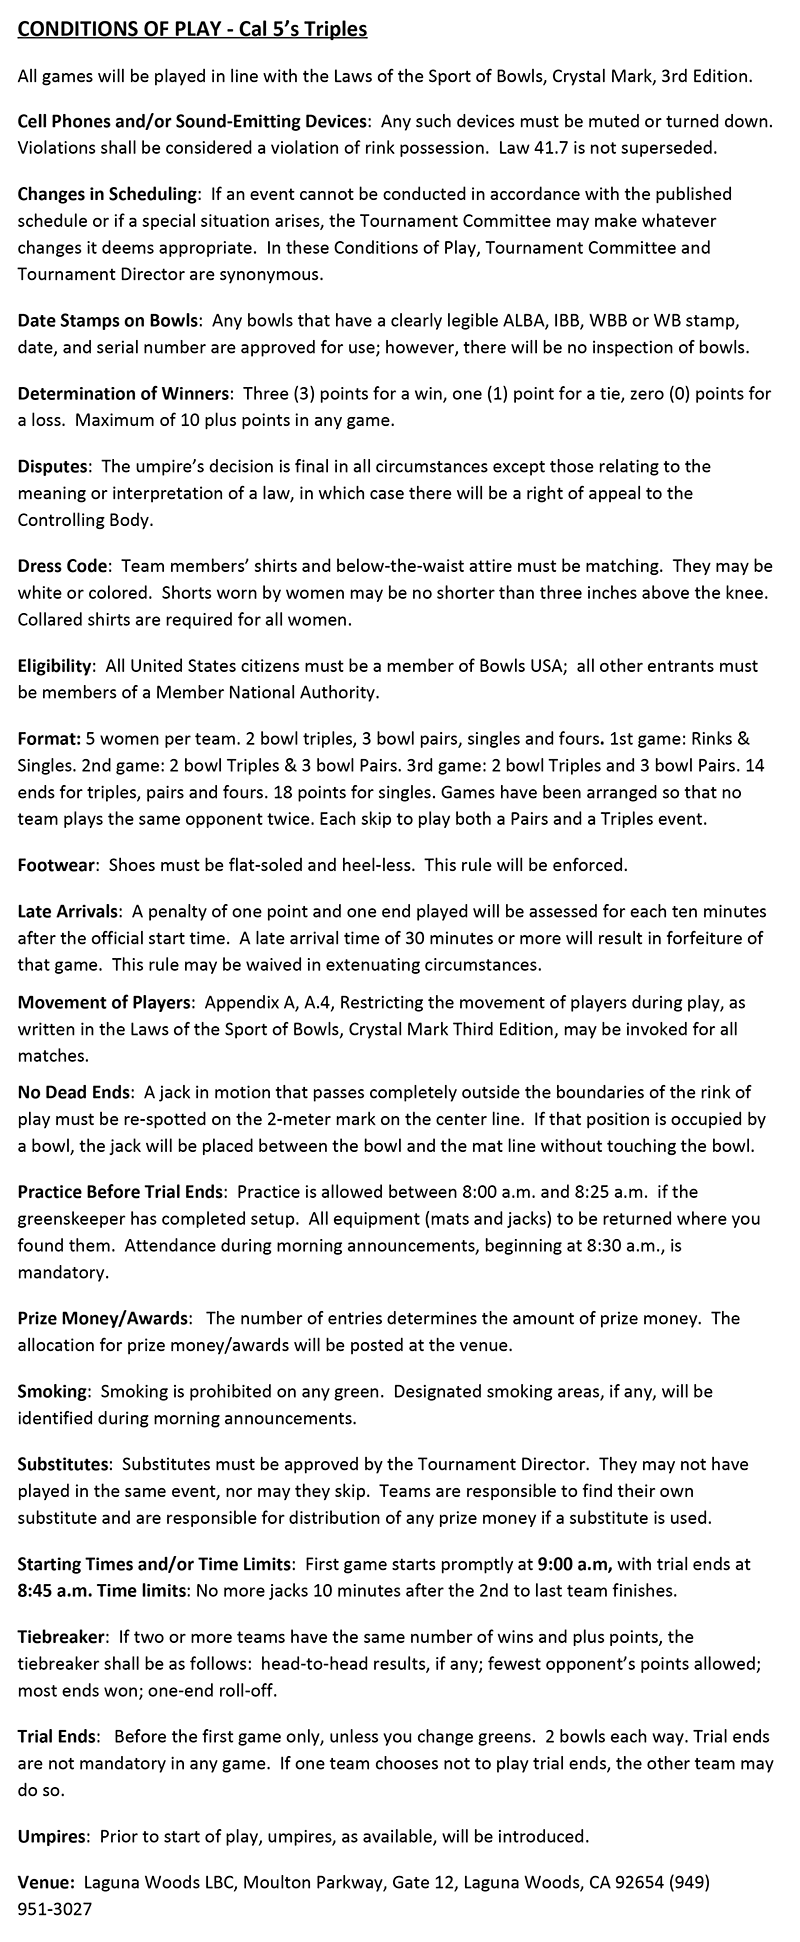 CONDITIONS OF PLAY - Cal 5’s Triples
All games will be played in line with the Laws of the Sport of Bowls, Crystal Mark, 3rd Edition.
Cell Phones and/or Sound-Emitting Devices:  Any such devices must be muted or turned down.
Violations shall be considered a violation of rink possession.  Law 41.7 is not superseded.
Changes in Scheduling:  If an event cannot be conducted in accordance with the published
schedule or if a special situation arises, the Tournament Committee may make whatever
changes it deems appropriate.  In these Conditions of Play, Tournament Committee and
Tournament Director are synonymous.
Date Stamps on Bowls:  Any bowls that have a clearly legible ALBA, IBB, WBB or WB stamp,
date, and serial number are approved for use; however, there will be no inspection of bowls.
Determination of Winners:  Three (3) points for a win, one (1) point for a tie, zero (0) points for
a loss.  Maximum of 10 plus points in any game.
Disputes:  The umpire’s decision is final in all circumstances except those relating to the
meaning or interpretation of a law, in which case there will be a right of appeal to the
Controlling Body.
Dress Code:  Team members’ shirts and below-the-waist attire must be matching.  They may be
white or colored.  Shorts worn by women may be no shorter than three inches above the knee.
Collared shirts are required for all women.
Eligibility:  All United States citizens must be a member of Bowls USA;  all other entrants must
be members of a Member National Authority.
Format: 5 women per team. 2 bowl triples, 3 bowl pairs, singles and fours. 1st game: Rinks &
Singles. 2nd game: 2 bowl Triples & 3 bowl Pairs. 3rd game: 2 bowl Triples and 3 bowl Pairs. 14
ends for triples, pairs and fours. 18 points for singles. Games have been arranged so that no
team plays the same opponent twice. Each skip to play both a Pairs and a Triples event.
Footwear:  Shoes must be flat-soled and heel-less.  This rule will be enforced.
Late Arrivals:  A penalty of one point and one end played will be assessed for each ten minutes
after the official start time.  A late arrival time of 30 minutes or more will result in forfeiture of
that game.  This rule may be waived in extenuating circumstances.
Movement of Players:  Appendix A, A.4, Restricting the movement of players during play, as
written in the Laws of the Sport of Bowls, Crystal Mark Third Edition, may be invoked for all
matches.
No Dead Ends:  A jack in motion that passes completely outside the boundaries of the rink of
play must be re-spotted on the 2-meter mark on the center line.  If that position is occupied by
a bowl, the jack will be placed between the bowl and the mat line without touching the bowl.
Practice Before Trial Ends:  Practice is allowed between 8:00 a.m. and 8:25 a.m.  if the
greenskeeper has completed setup.  All equipment (mats and jacks) to be returned where you
found them.  Attendance during morning announcements, beginning at 8:30 a.m., is
mandatory.
Prize Money/Awards:   The number of entries determines the amount of prize money.  The
allocation for prize money/awards will be posted at the venue.
Smoking:  Smoking is prohibited on any green.  Designated smoking areas, if any, will be
identified during morning announcements.
Substitutes:  Substitutes must be approved by the Tournament Director.  They may not have
played in the same event, nor may they skip.  Teams are responsible to find their own
substitute and are responsible for distribution of any prize money if a substitute is used.
Starting Times and/or Time Limits:  First game starts promptly at 9:00 a.m, with trial ends at
8:45 a.m. Time limits: No more jacks 10 minutes after the 2nd to last team finishes.
Tiebreaker:  If two or more teams have the same number of wins and plus points, the
tiebreaker shall be as follows:  head-to-head results, if any; fewest opponent’s points allowed;
most ends won; one-end roll-off.
Trial Ends:   Before the first game only, unless you change greens.  2 bowls each way. Trial ends
are not mandatory in any game.  If one team chooses not to play trial ends, the other team may
do so.
Umpires:  Prior to start of play, umpires, as available, will be introduced.
Venue:  Laguna Woods LBC, Moulton Parkway, Gate 12, Laguna Woods, CA 92654 (949)
951-3027